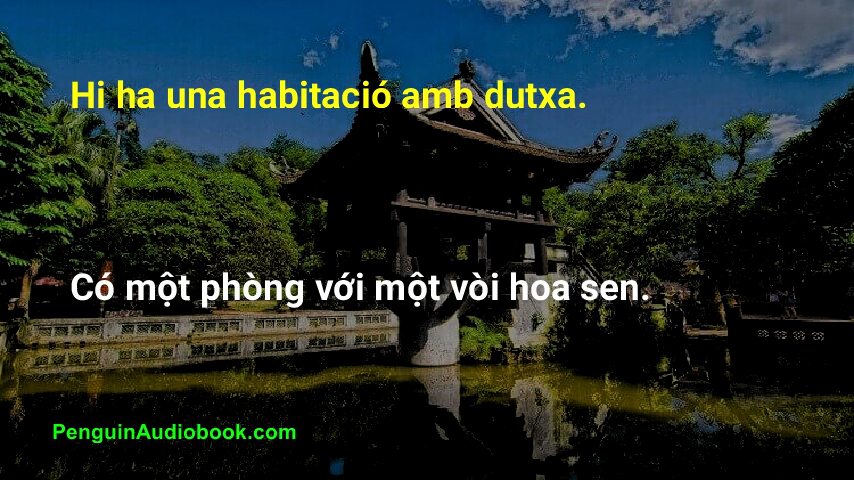 Hi ha una habitació amb dutxa.
Có một phòng với một vòi hoa sen.
PenguinAudiobook.com